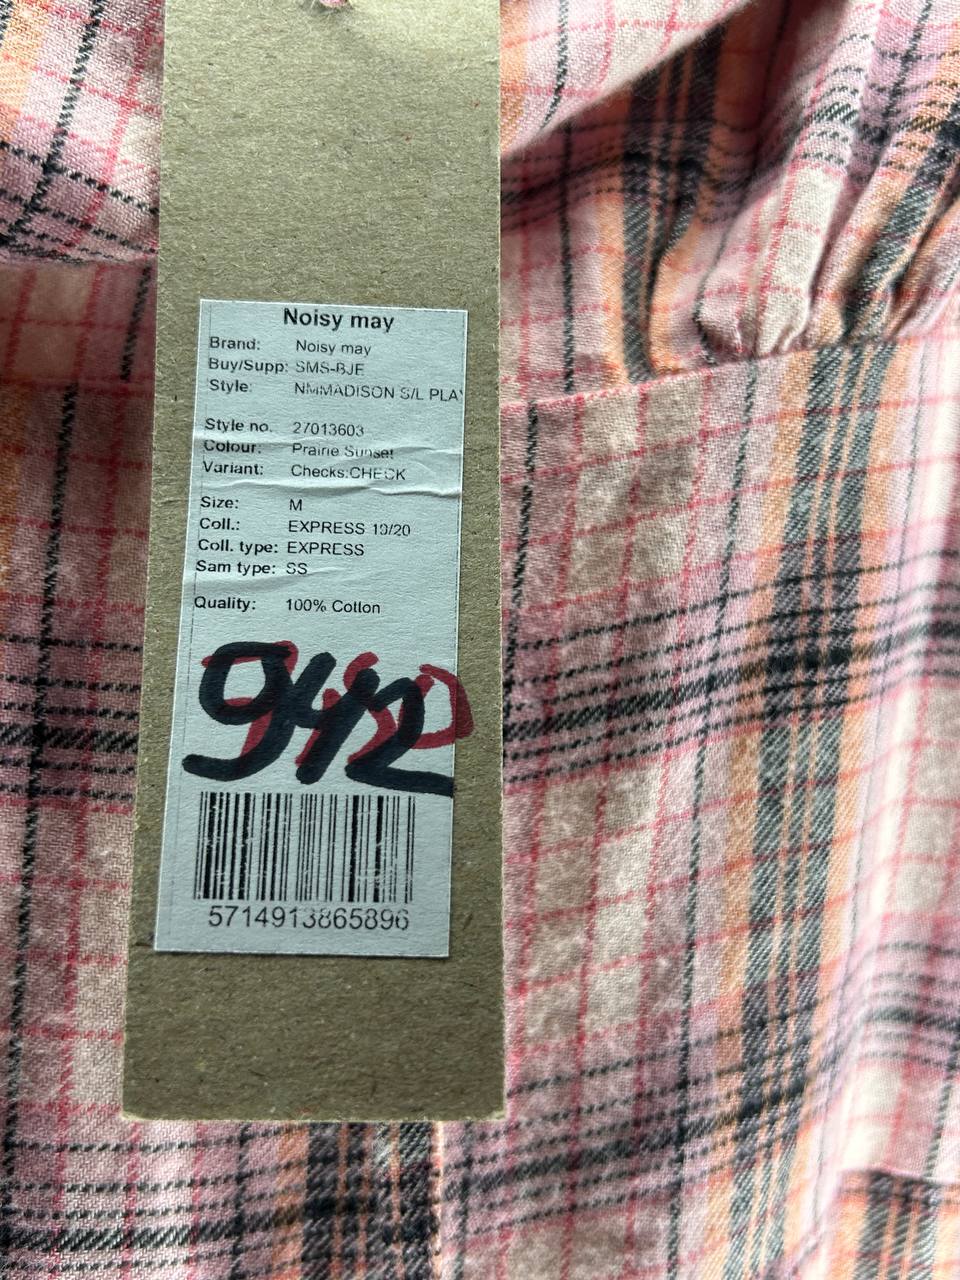 Noisy may
Brand: Noisy may
Buy/Supp: SMS-BJE
Style: NMMADISON S/L PLA
Style no. 27013603
Colour: Prairie Sunset
Variant: Checks:CHECK
Size: M
Coll.: EXPRESS 19/20
Coll. type: EXPRESS
Sam type: SS
Quality: 100% Cotton
942
5714913865896